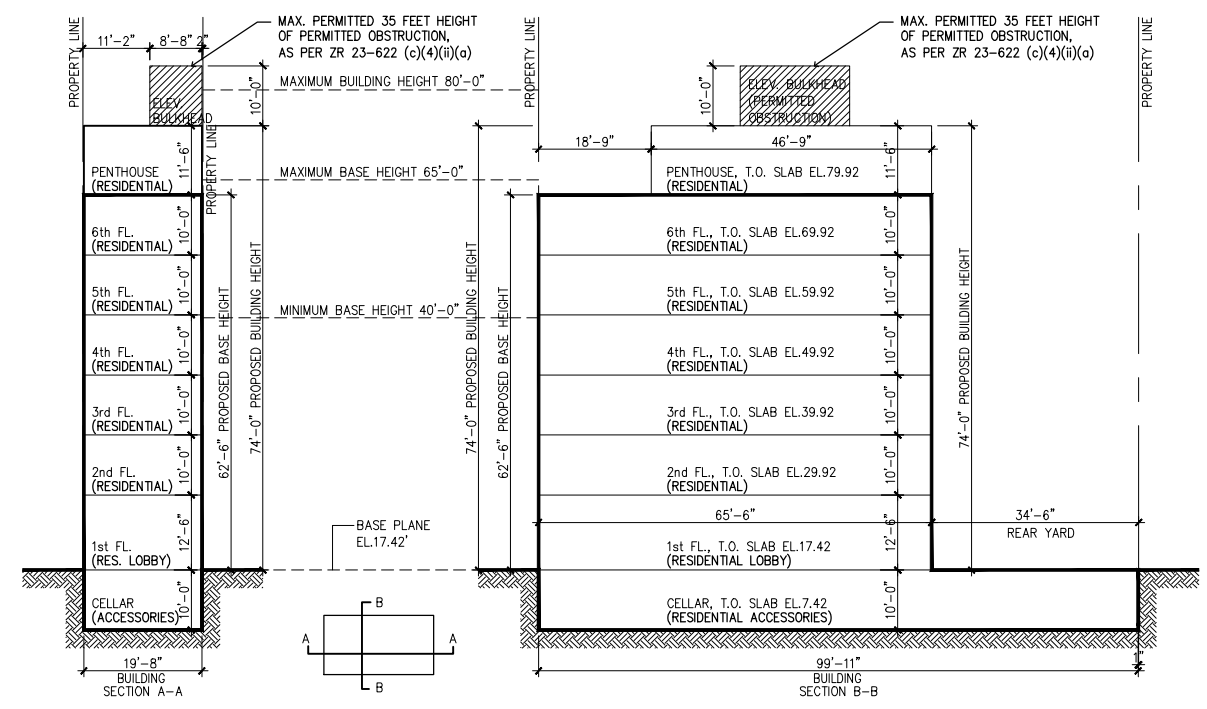 MAX. PERMITTED 35 FEET HEIGHT
OF PERMITTED OBSTRUCTION,
AS PER ZR 23-622 (c)(4)(ii)(a)
PROPERTY LINE
11'-2"
8'-8"
2"
ELEV.
BULKHEAD
10'-0"
MAXIMUM BUILDING HEIGHT 80'-0"
PROPERTY LINE
11'-6"
PENTHOUSE
(RESIDENTIAL)
MAXIMUM BASE HEIGHT 65'-0"
6th FL.
(RESIDENTIAL)
10'-0"
5th FL.
(RESIDENTIAL)
10'-0"
MINIMUM BASE HEIGHT 40'-0"
4th FL.
(RESIDENTIAL)
10'-0"
3rd FL.
(RESIDENTIAL)
10'-0"
2nd FL.
(RESIDENTIAL)
10'-0"
1st FL.
(RES. LOBBY)
12'-6"
CELLAR
(ACCESSORIES)
10'-0"
62'-6" PROPOSED BASE HEIGHT
74'-0" PROPOSED BUILDING HEIGHT
19'-8"
BUILDING
SECTION A-A
BASE PLANE
EL.17.42'
B
A
A
B
MAX. PERMITTED 35 FEET HEIGHT
OF PERMITTED OBSTRUCTION,
AS PER ZR 23-622 (c)(4)(ii)(a)
PROPERTY LINE
PROPERTY LINE
10'-0"
ELEV. BULKHEAD
(PERMITTED
OBSTRUCTION)
18'-9"
46'-9"
11'-6"
PENTHOUSE, T.O. SLAB EL.79.92
(RESIDENTIAL)
6th FL., T.O. SLAB EL.69.92
(RESIDENTIAL)
10'-0"
5th FL., T.O. SLAB EL.59.92
(RESIDENTIAL)
10'-0"
4th FL., T.O. SLAB EL.49.92
(RESIDENTIAL)
10'-0"
3rd FL., T.O. SLAB EL.39.92
(RESIDENTIAL)
10'-0"
2nd FL., T.O. SLAB EL.29.92
(RESIDENTIAL)
10'-0"
65'-6"
34'-6"
REAR YARD
1st FL., T.O. SLAB EL.17.42
(RESIDENTIAL LOBBY)
12'-6"
CELLAR, T.O. SLAB EL.7.42
(RESIDENTIAL ACCESSORIES)
10'-0"
74'-0" PROPOSED BUILDING HEIGHT
62'-6" PROPOSED BASE HEIGHT
74'-0" PROPOSED BUILDING HEIGHT
99'-11"
1"
BUILDING
SECTION B-B